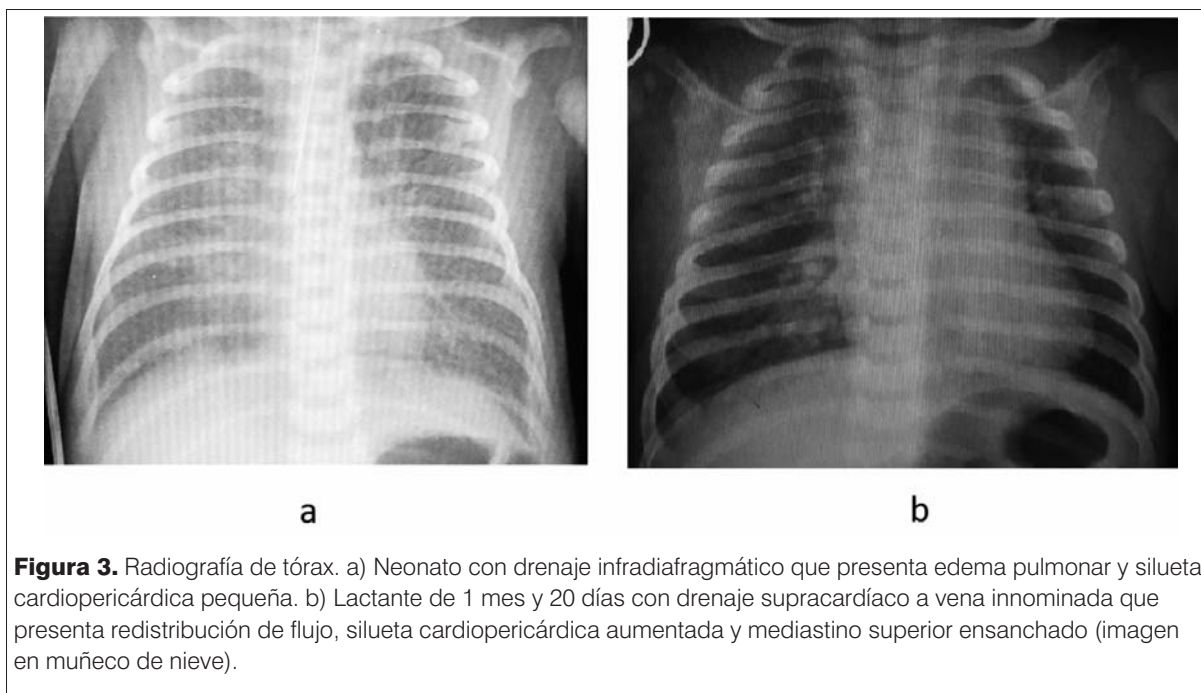 a
b
Figura 3. Radiografía de tórax. a) Neonato con drenaje infradiafragmático que presenta edema pulmonar y silueta
cardiopericárdica pequeña. b) Lactante de 1 mes y 20 días con drenaje supracardíaco a vena innominada que
presenta redistribución de flujo, silueta cardiopericárdica aumentada y mediastino superior ensanchado (imagen
en muñeco de nieve).